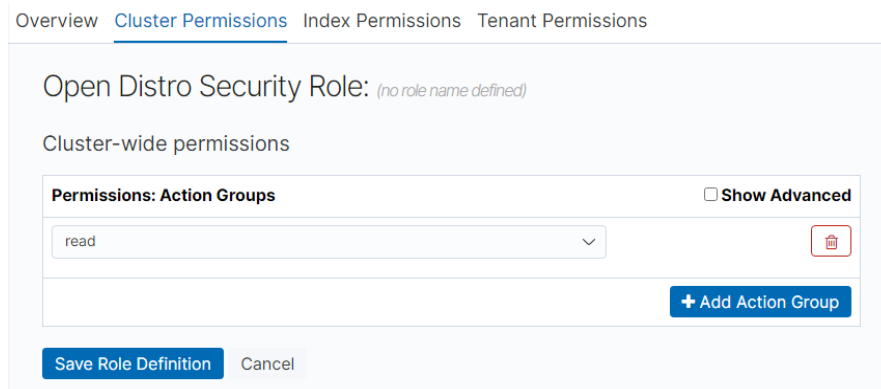 Overview Cluster Permissions Index Permissions Tenant Permissions
Open Distro Security Role: (no role name defined)
Cluster-wide permissions
Permissions: Action Groups Show Advanced
read
+ Add Action Group
Save Role Definition Cancel